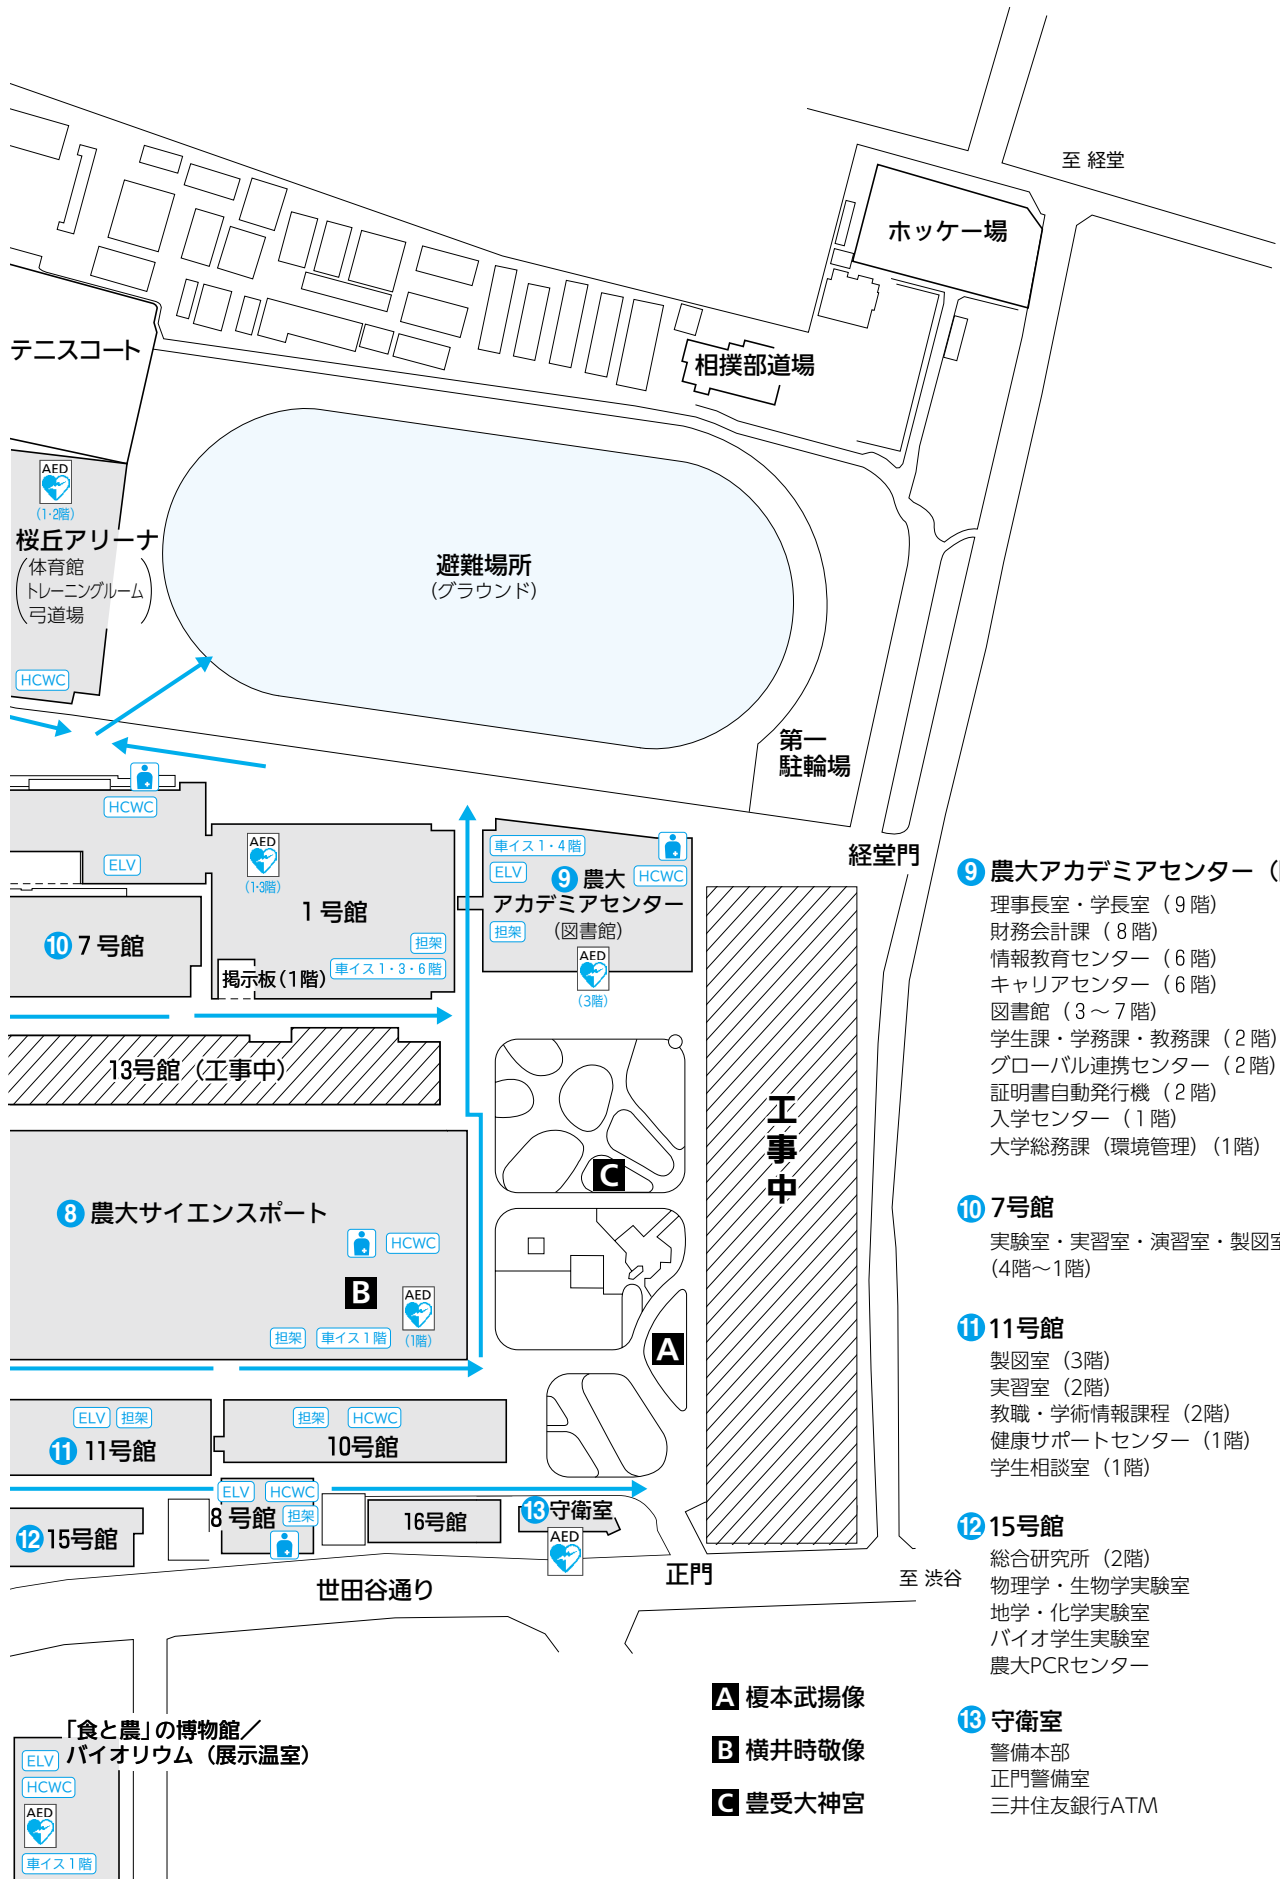 至 経堂
ホッケー場
テニスコート
相撲部道場
AED
(1・2階)
桜丘アリーナ
体育館
トレーニングルーム
弓道場
HCWC
避難場所
(グラウンド)
第一
駐輪場
HCWC
ELV
AED
(1・3階)
1号館
担架
車イス1・3・6階
掲示板(1階)
車イス1・4階
ELV
9 農大
HCWC
アカデミアセンター
担架
(図書館)
AED
(3階)
経堂門
10 7号館
13号館(工事中)
工事中
C
8 農大サイエンスポート
HCWC
B
AED
担架
車イス1階
(1階)
A
ELV 担架
11 11号館
担架 HCWC
10号館
ELV HCWC
8号館 担架
12 15号館
16号館
13 守衛室
AED
世田谷通り
正門
至 渋谷
「食と農」の博物館/
バイオリウム(展示温室)
ELV
HCWC
AED
車イス1階
A 榎本武揚像
B 横井時敬像
C 豊受大神宮
9 農大アカデミアセンター(
理事長室・学長室(9階)
財務会計課(8階)
情報教育センター(6階)
キャリアセンター(6階)
図書館(3~7階)
学生課・学務課・教務課(2階)
グローバル連携センター(2階)
証明書自動発行機(2階)
入学センター(1階)
大学総務課(環境管理)(1階)
10 7号館
実験室・実習室・演習室・製図室
(4階~1階)
11 11号館
製図室(3階)
実習室(2階)
教職・学術情報課程(2階)
健康サポートセンター(1階)
学生相談室(1階)
12 15号館
総合研究所(2階)
物理学・生物学実験室
地学・化学実験室
バイオ学生実験室
農大PCRセンター
13 守衛室
警備本部
正門警備室
三井住友銀行ATM